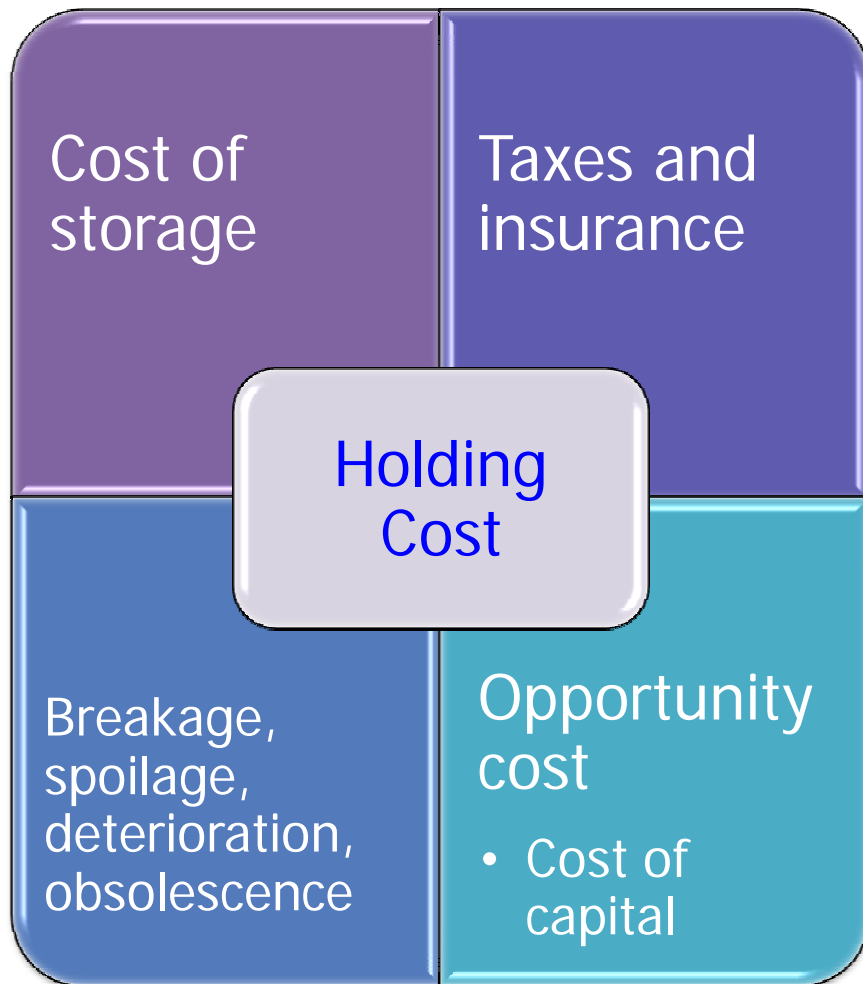 Cost of
storage
Taxes and
insurance
Holding
Cost
Breakage,
spoilage,
deterioration,
obsolescence
Opportunity
cost
• Cost of
capital